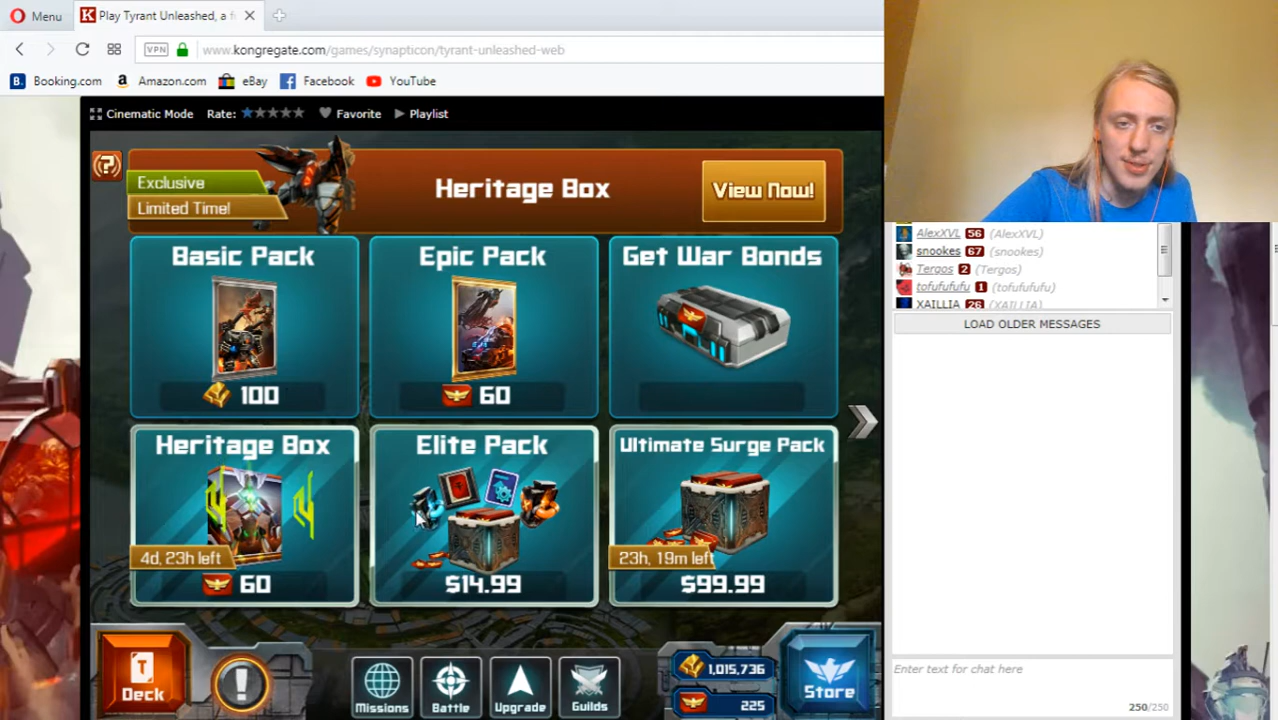 Menu
Play Tyrant Unleashed, a f
VPN
www.kongregate.com/games/synapticon/tyrant-unleashed-web
B. Booking.com
Amazon.com
eBay
Facebook
YouTube
Cinematic Mode
Rate:
Favorite
Playlist
Exclusive
Limited Time!
Heritage Box
View Now!
Basic Pack
100
Epic Pack
60
Get War Bonds
Heritage Box
4d, 23h left
60
Elite Pack
$14.99
Ultimate Surge Pack
23h, 19m left
$99.99
Deck
Missions
Battle
Upgrade
Guilds
1,015,736
225
Store
AlexXVL 56 (AlexXVL)
snookes 67 (snookes)
Tergos 2 (Tergos)
tofufufufu 1 (tofufufufu)
XAILLIA 26 (XAILLIA)
LOAD OLDER MESSAGES
Enter text for chat here
250/250